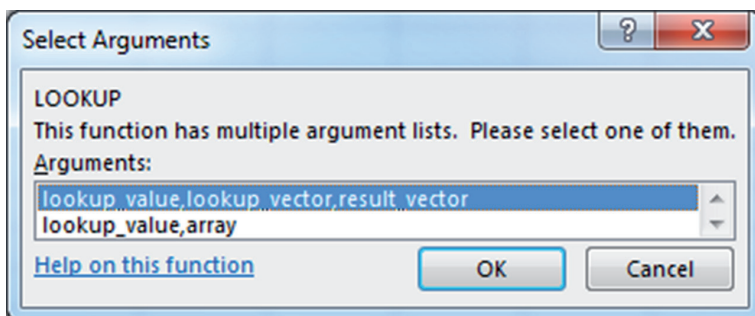 Select Arguments
?
LOOKUP
This function has multiple argument lists. Please select one of them.
Arguments:
lookup_value,lookup_vector,result_vector
lookup_value,array
Help on this function
OK
Cancel